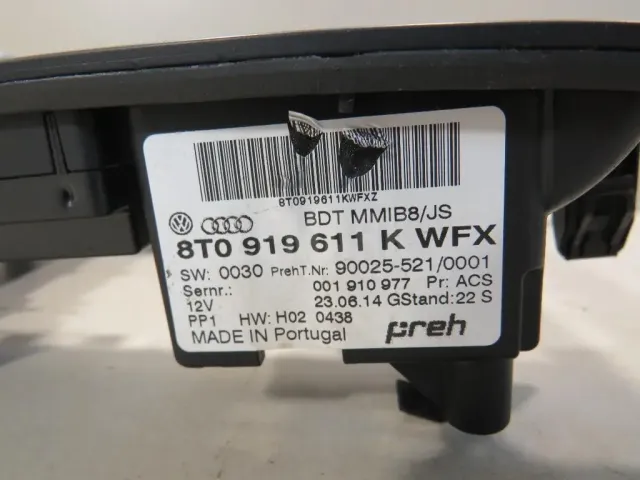 8T0919611KWFXZ
BDT MMIB8/JS
8T0 919 611 K WFX
SW: 0030 PrehT.Nr: 90025-521/0001
Sernr.: 001 910 977 Pr: ACS
12V 23.06.14 GStand: 22 S
PP1 HW: H02 0438
MADE IN Portugal preh